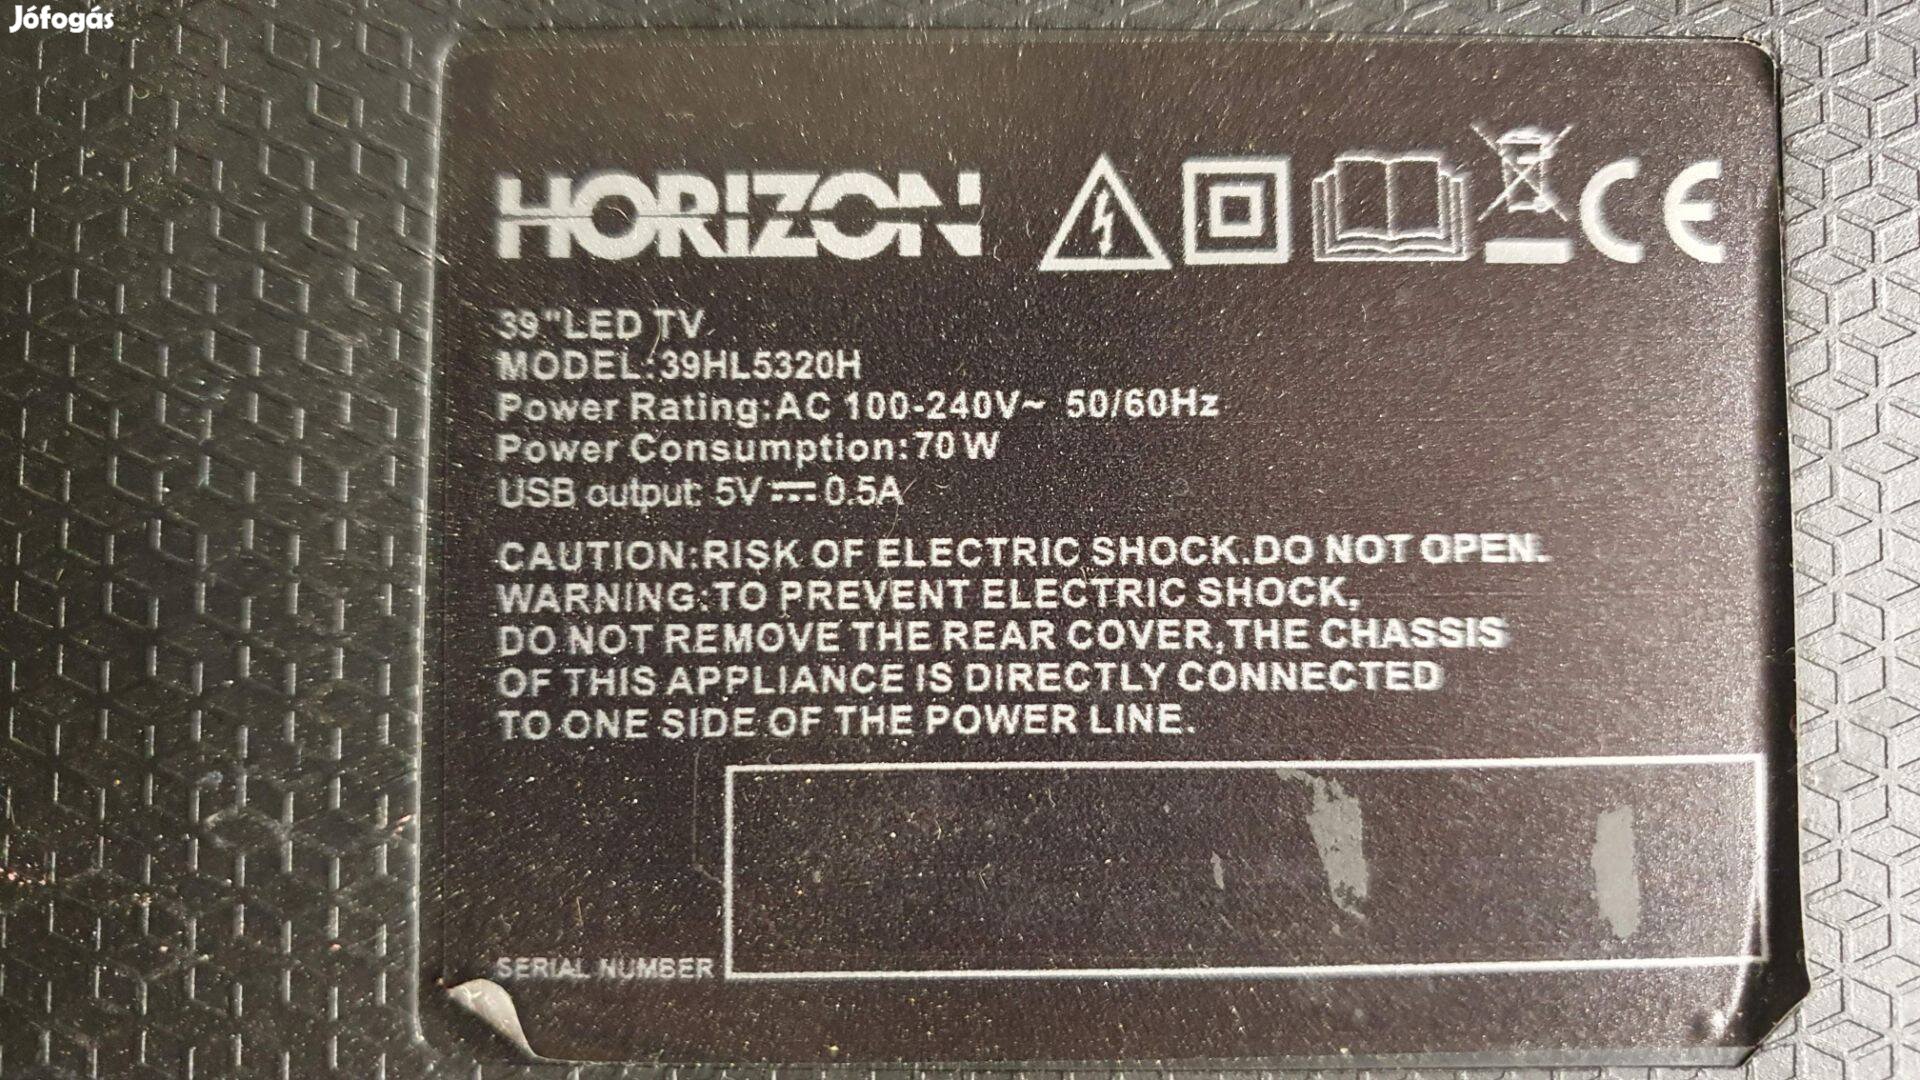 Jófogás
HORIZON
CE
39"LED TV
MODEL:39HL5320H
Power Rating:AC 100-240V~ 50/60Hz
Power Consumption:70W
USB output: 5V⎓0.5A
CAUTION:RISK OF ELECTRIC SHOCK.DO NOT OPEN.
WARNING:TO PREVENT ELECTRIC SHOCK,
DO NOT REMOVE THE REAR COVER,THE CHASSIS
OF THIS APPLIANCE IS DIRECTLY CONNECTED
TO ONE SIDE OF THE POWER LINE.
SERIAL NUMBER